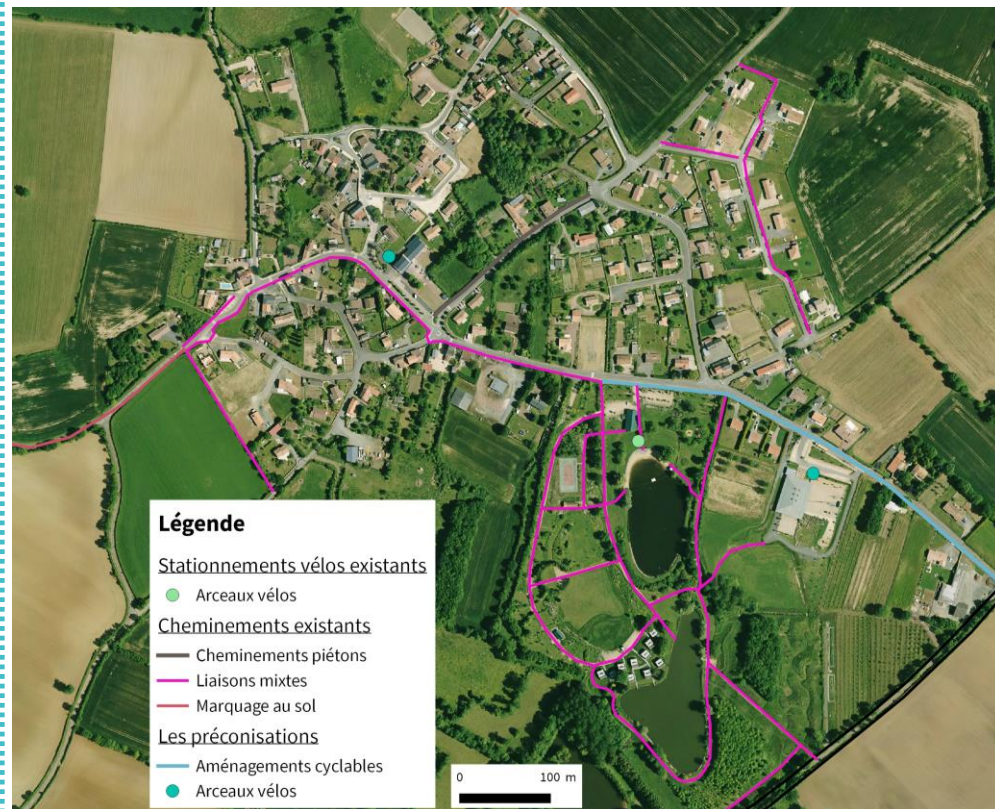 Légende
Stationnements vélos existants
Arceaux vélos
Cheminements existants
Cheminements piétons
Liaisons mixtes
Marquage au sol
Les préconisations
Aménagements cyclables
Arceaux vélos
0 100 m